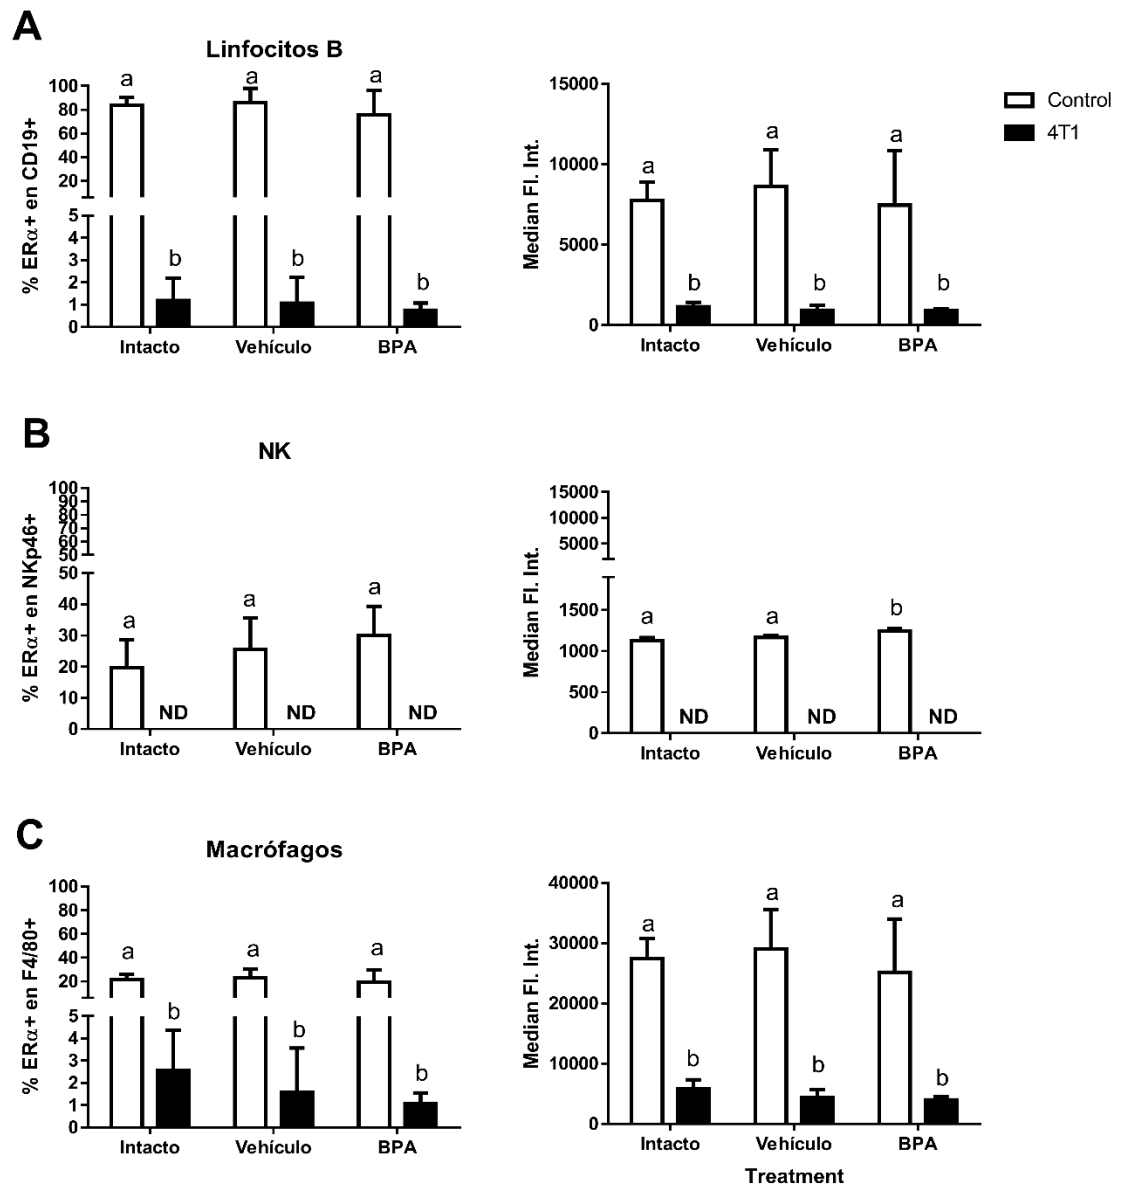 A
Linfocitos B
% ERα+ en CD19+
100
80
60
40
20
5
4
3
2
1
0
a
b
a
b
a
b
Intacto
Vehículo
BPA
Median Fl. Int.
15000
10000
5000
0
a
b
a
b
a
b
Intacto
Vehículo
BPA
Control
4T1
B
NK
% ERα+ en NKp46+
100
90
80
70
60
50
50
40
30
20
10
0
a
ND
a
ND
a
ND
Intacto
Vehículo
BPA
Median Fl. Int.
15000
10000
5000
1500
1000
500
0
a
ND
a
ND
b
ND
Intacto
Vehículo
BPA
C
Macrófagos
% ERα+ en F4/80+
100
80
60
40
20
5
4
3
2
1
0
a
b
a
b
a
b
Intacto
Vehículo
BPA
Median Fl. Int.
40000
30000
20000
10000
0
a
b
a
b
a
b
Intacto
Vehículo
BPA
Treatment